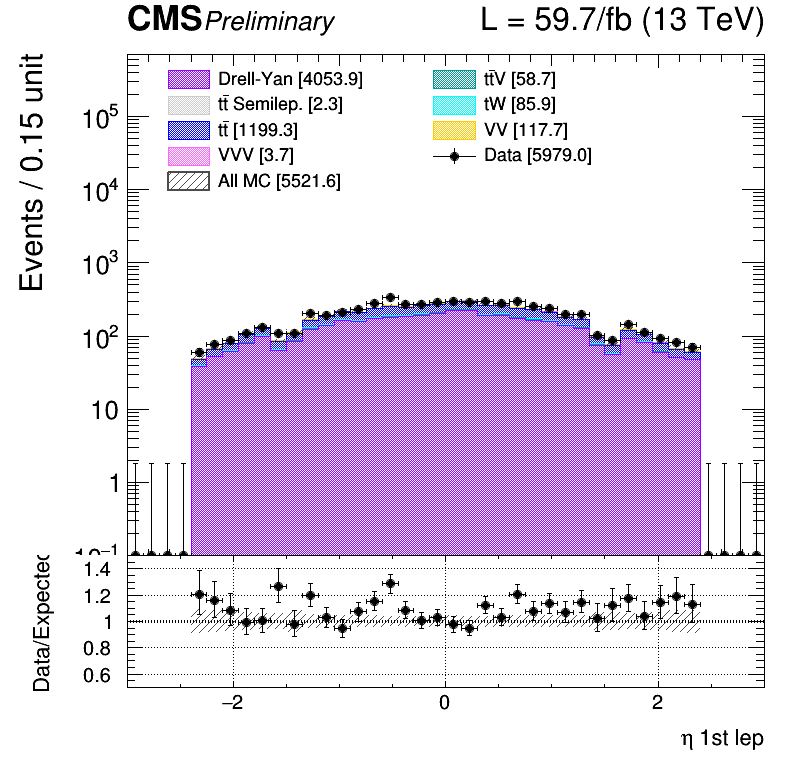 CMS Preliminary L = 59.7/fb (13 TeV)
Events / 0.15 unit
Drell-Yan [4053.9]
tt̄ Semilep. [2.3]
tt̄ [1199.3]
VVV [3.7]
All MC [5521.6]
tt̄V [58.7]
tW [85.9]
VV [117.7]
Data [5979.0]
10⁵
10⁴
10³
10²
10
1
10⁻¹
Data/Expected
1.4
1.2
1
0.8
0.6
−2 0 2
η 1st lep